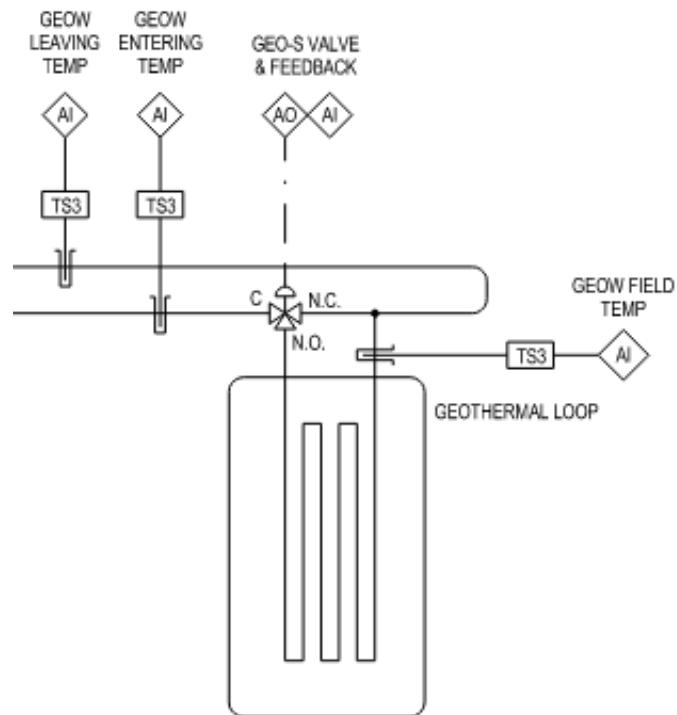 GEOW
LEAVING
TEMP
GEOW
ENTERING
TEMP
GEO-S VALVE
& FEEDBACK
AI
AI
AO
AI
TS3
TS3
C
N.C.
N.O.
GEOW FIELD
TEMP
TS3
AI
GEOTHERMAL LOOP